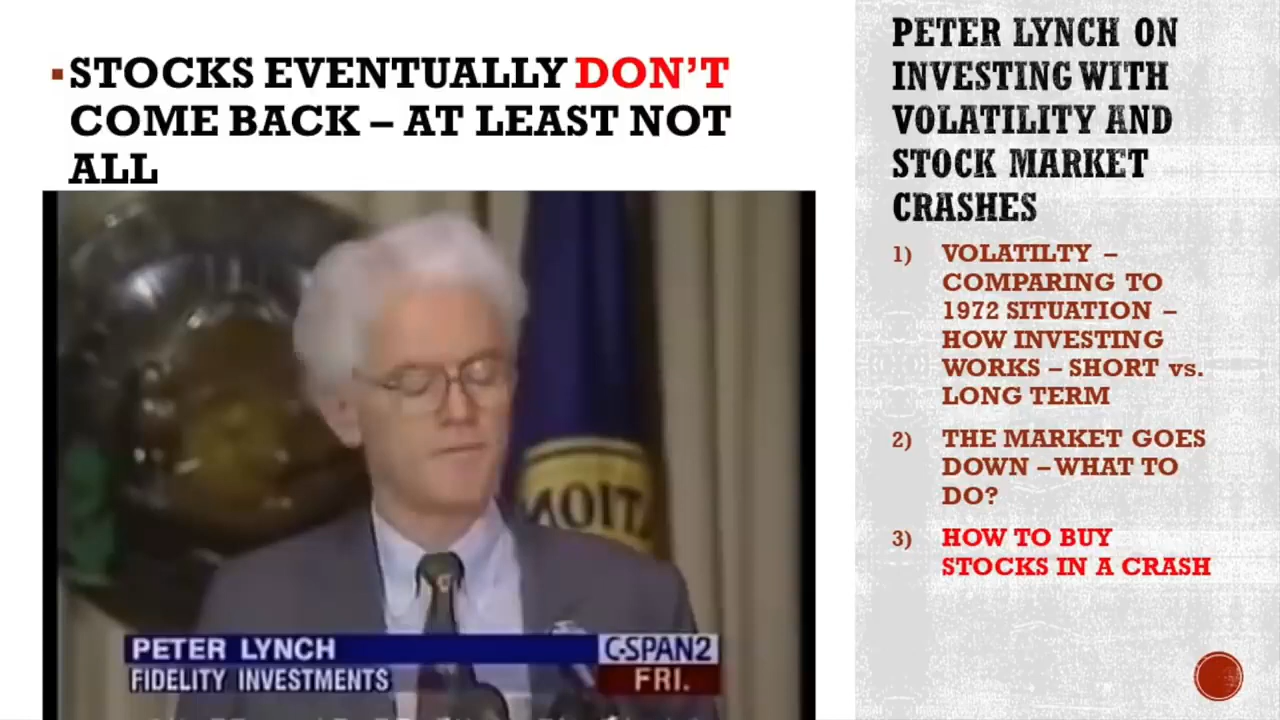 STOCKS EVENTUALLY DON'T
COME BACK – AT LEAST NOT
ALL
PETER LYNCH
FIDELITY INVESTMENTS
C-SPAN2
FRI.
PETER LYNCH ON
INVESTING WITH
VOLATILITY AND
STOCK MARKET
CRASHES
1) VOLATILTY –
COMPARING TO
1972 SITUATION –
HOW INVESTING
WORKS – SHORT vs.
LONG TERM
2) THE MARKET GOES
DOWN – WHAT TO
DO?
3) HOW TO BUY
STOCKS IN A CRASH